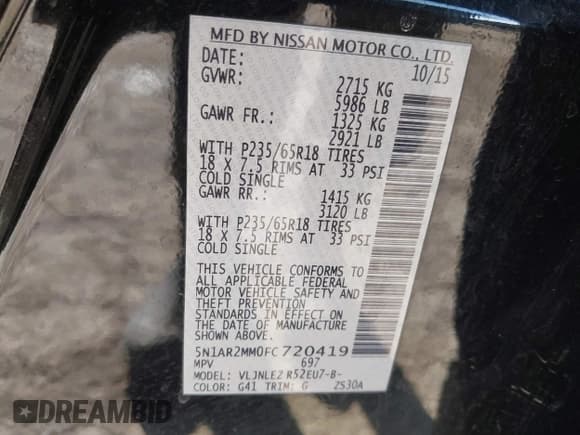 MFD BY NISSAN MOTOR CO., LTD.
DATE: 10/15
GVWR: 2715 KG
5986 LB
GAWR FR.: 1325 KG
2921 LB
WITH P235/65R18 TIRES
18 X 7.5 RIMS AT 33 PSI
COLD SINGLE
GAWR RR.: 1415 KG
3120 LB
WITH P235/65R18 TIRES
18 X 7.5 RIMS AT 33 PSI
COLD SINGLE
THIS VEHICLE CONFORMS TO
ALL APPLICABLE FEDERAL
MOTOR VEHICLE SAFETY AND
THEFT PREVENTION
STANDARDS IN EFFECT ON
THE DATE OF MANUFACTURE
SHOWN ABOVE.
5N1AR2MM0FC720419
MPV 697
MODEL: VLJNLEZ R52EU7-B-
COLOR: G41 TRIM: G 2S30A
DREAMBID DREAMBID